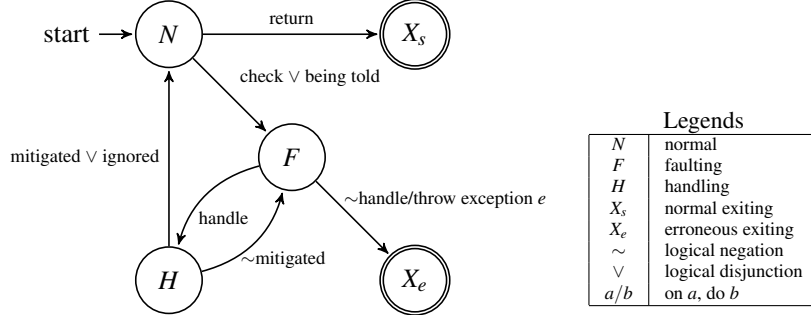 start
N
return
X_s
check ∨ being told
mitigated ∨ ignored
F
handle
~handle/throw exception e
~mitigated
H
X_e
Legends
N normal
F faulting
H handling
X_s normal exiting
X_e erroneous exiting
~ logical negation
∨ logical disjunction
a/b on a, do b